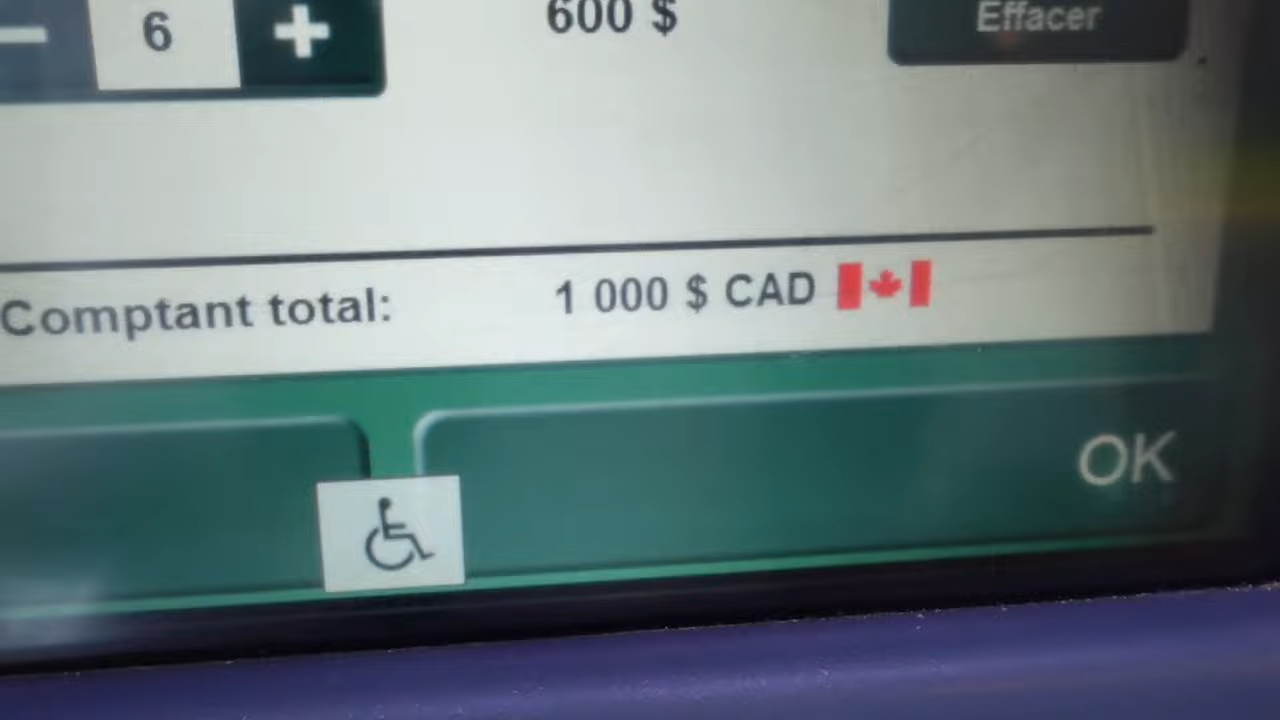 − 6 + 600 $ Effacer
Comptant total: 1 000 $ CAD
OK